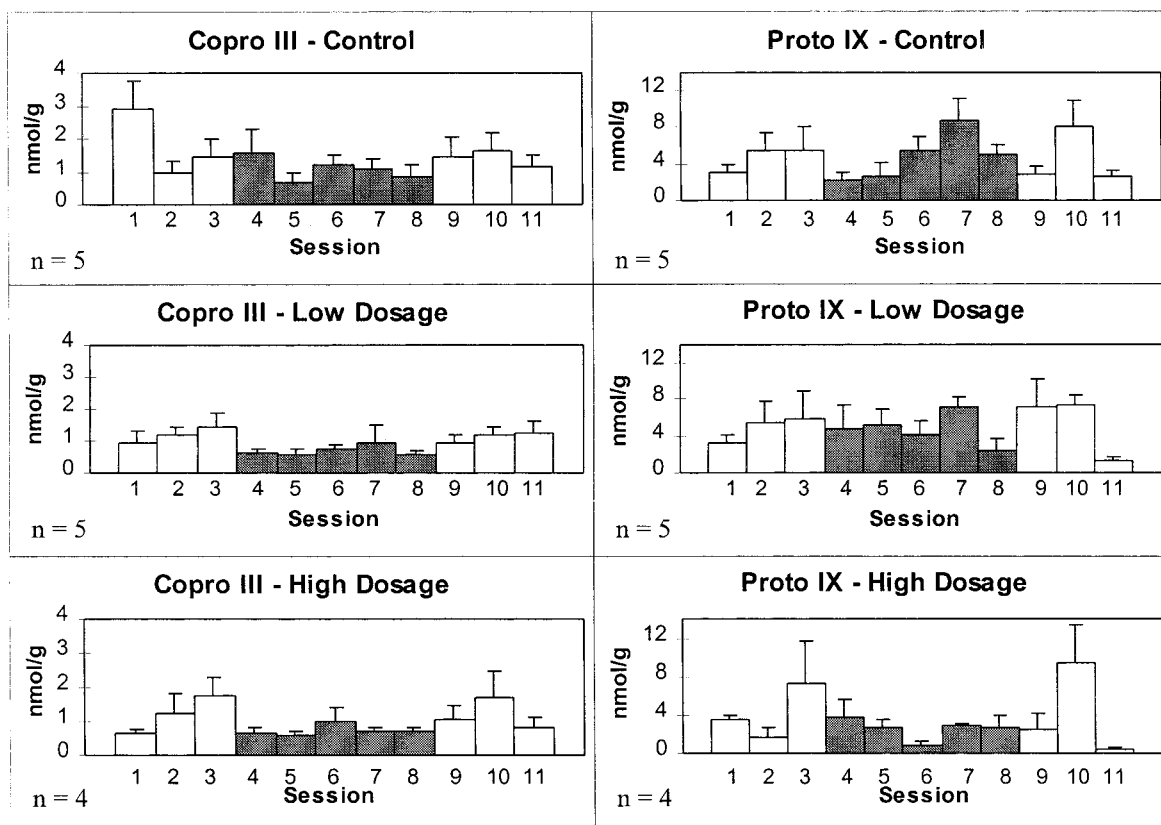 Copro III - Control
4
3
2
1
0
nmol/g
1 2 3 4 5 6 7 8 9 10 11
Session
n = 5
Proto IX - Control
12
8
4
0
nmol/g
1 2 3 4 5 6 7 8 9 10 11
Session
n = 5
Copro III - Low Dosage
4
3
2
1
0
nmol/g
1 2 3 4 5 6 7 8 9 10 11
Session
n = 5
Proto IX - Low Dosage
12
8
4
0
nmol/g
1 2 3 4 5 6 7 8 9 10 11
Session
n = 5
Copro III - High Dosage
4
3
2
1
0
nmol/g
1 2 3 4 5 6 7 8 9 10 11
Session
n = 4
Proto IX - High Dosage
12
8
4
0
nmol/g
1 2 3 4 5 6 7 8 9 10 11
Session
n = 4